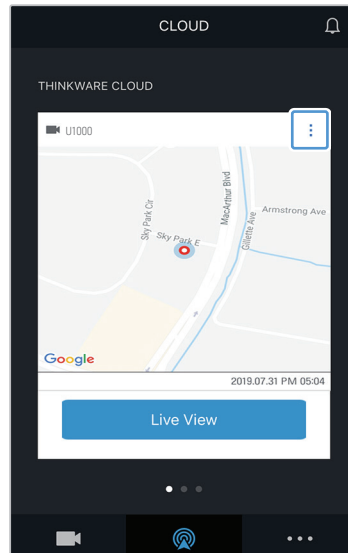 CLOUD
THINKWARE CLOUD
U1000
MacArthur Blvd
Armstrong Ave
Sky Park Cir
Gillette Ave
Sky Park E
Google
2019.07.31 PM 05:04
Live View